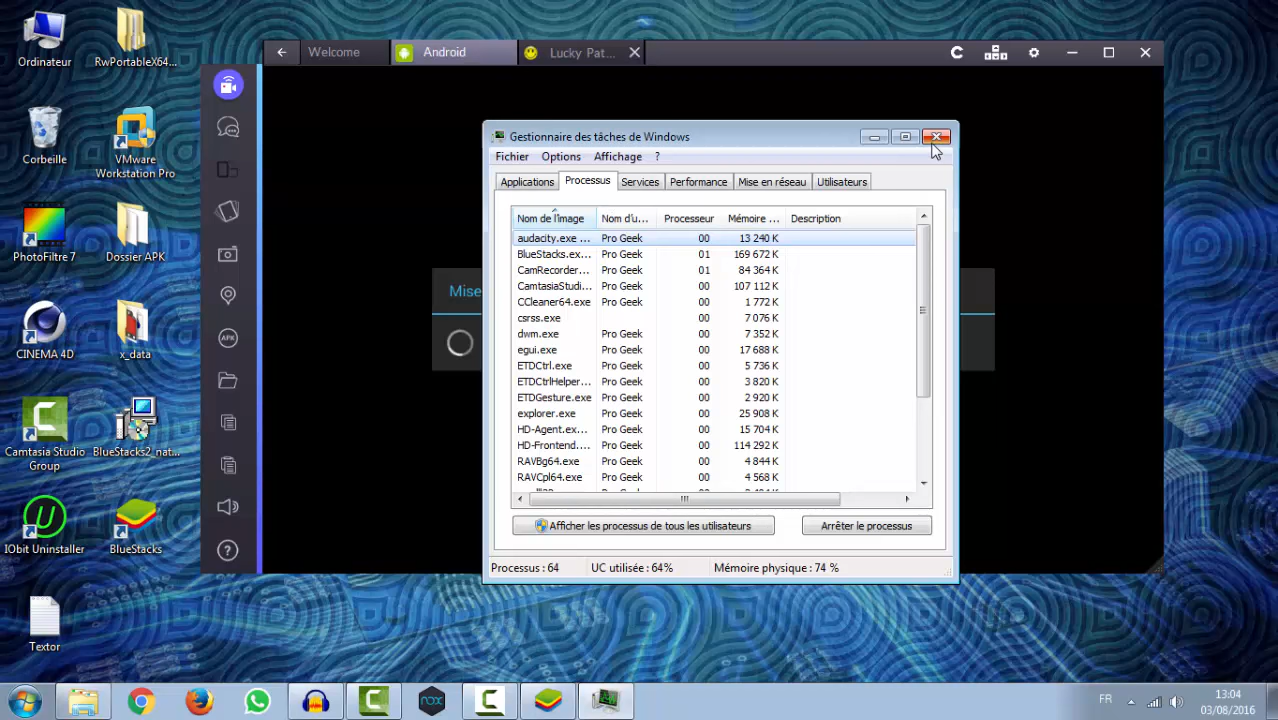 Ordinateur
RwPortableX64...
Corbeille
VMware
Workstation Pro
PhotoFiltre 7
Dossier APK
CINEMA 4D
x_data
Camtasia Studio
Group
BlueStacks2_nat...
IObit Uninstaller
BlueStacks
Textor
Welcome
Android
Lucky Pat...
APK
Mise
Gestionnaire des tâches de Windows
Fichier Options Affichage ?
Applications Processus Services Performance Mise en réseau Utilisateurs
Nom de l'image Nom d'u... Processeur Mémoire ... Description
audacity.exe ... Pro Geek 00 13 240 K
BlueStacks.ex... Pro Geek 01 169 672 K
CamRecorder... Pro Geek 01 84 364 K
CamtasiaStudi... Pro Geek 00 107 112 K
CCleaner64.exe Pro Geek 00 1 772 K
csrss.exe 00 7 076 K
dwm.exe Pro Geek 00 7 352 K
egui.exe Pro Geek 00 17 688 K
ETDCtrl.exe Pro Geek 00 5 736 K
ETDCtrlHelper... Pro Geek 00 3 820 K
ETDGesture.exe Pro Geek 00 2 920 K
explorer.exe Pro Geek 00 25 908 K
HD-Agent.ex... Pro Geek 00 15 704 K
HD-Frontend.... Pro Geek 00 114 292 K
RAVBg64.exe Pro Geek 00 4 844 K
RAVCpl64.exe Pro Geek 00 4 568 K
Afficher les processus de tous les utilisateurs
Arrêter le processus
Processus : 64 UC utilisée : 64% Mémoire physique : 74 %
nox
FR
13:04
03/08/2016